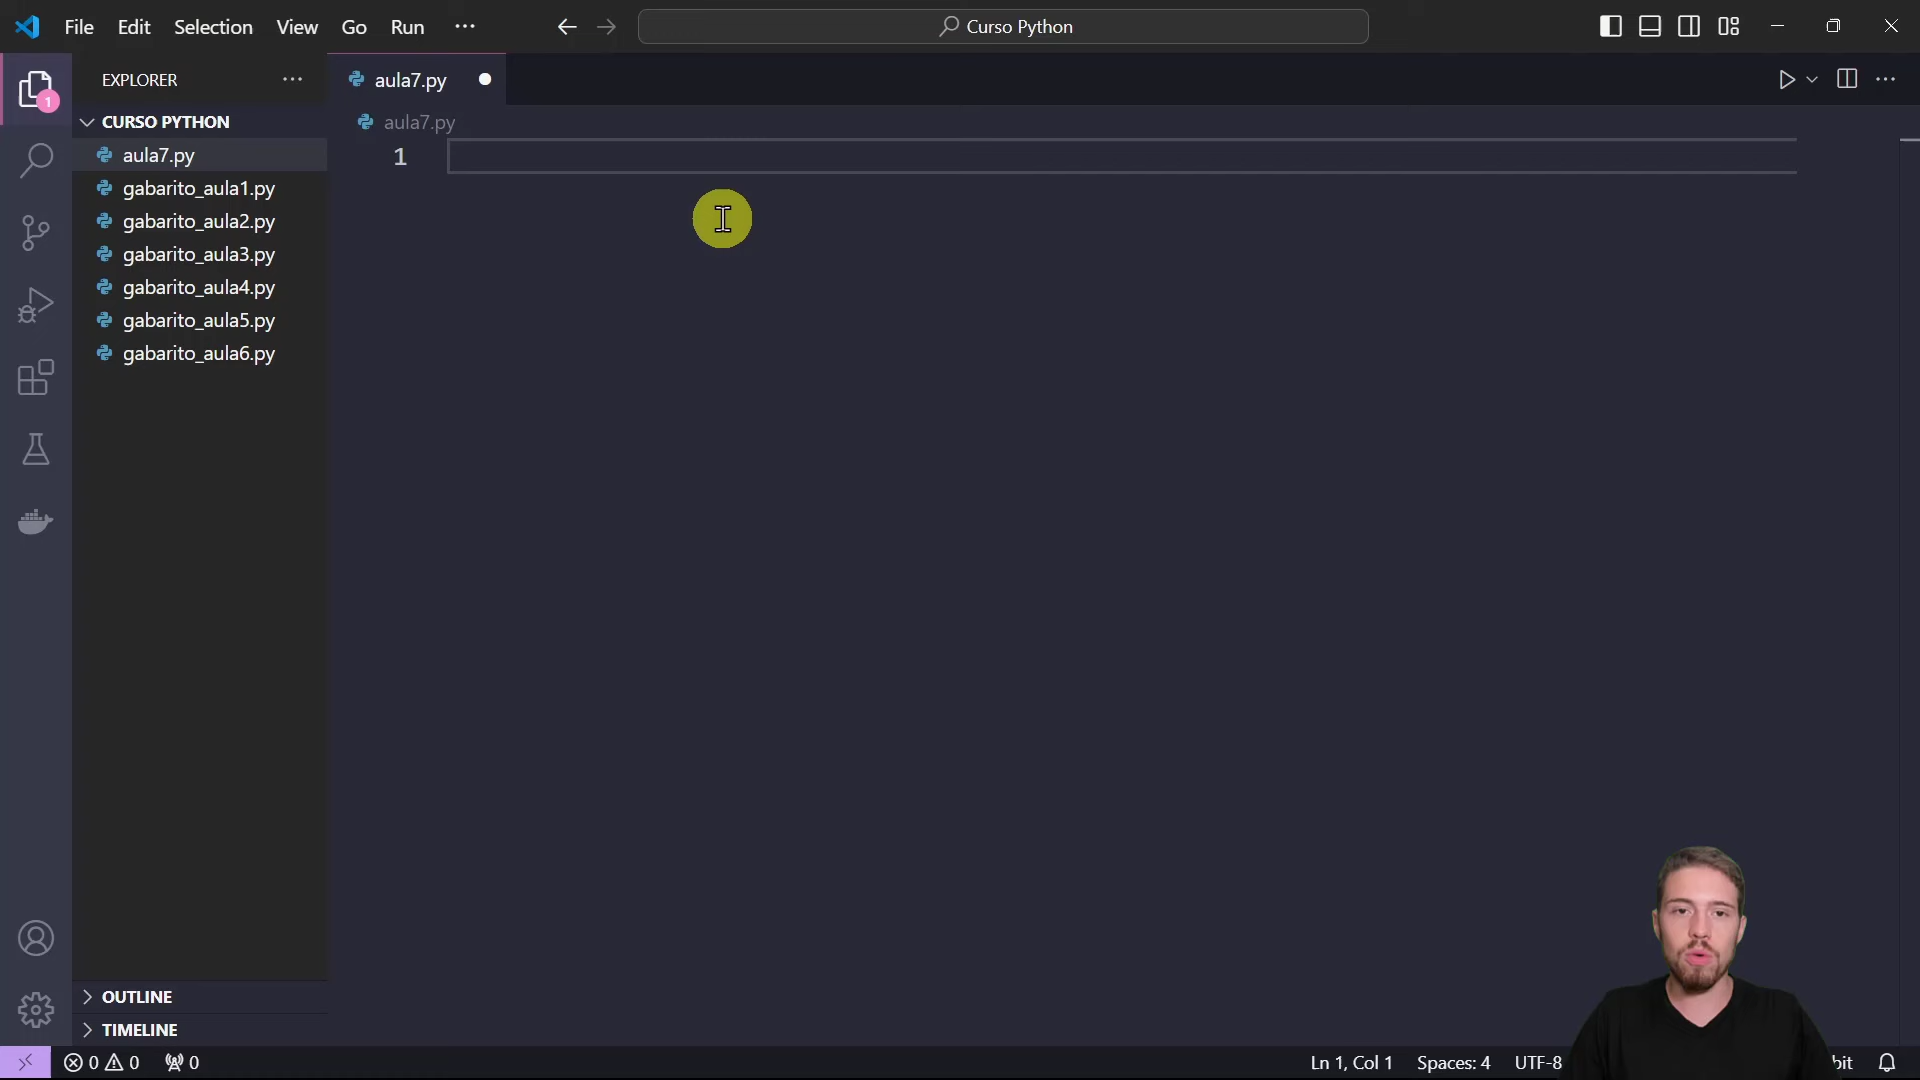 File Edit Selection View Go Run
Curso Python
EXPLORER
aula7.py
1
CURSO PYTHON
aula7.py
aula7.py
1
gabarito_aula1.py
gabarito_aula2.py
gabarito_aula3.py
gabarito_aula4.py
gabarito_aula5.py
gabarito_aula6.py
OUTLINE
TIMELINE
0 0 0
Ln 1, Col 1 Spaces: 4 UTF-8